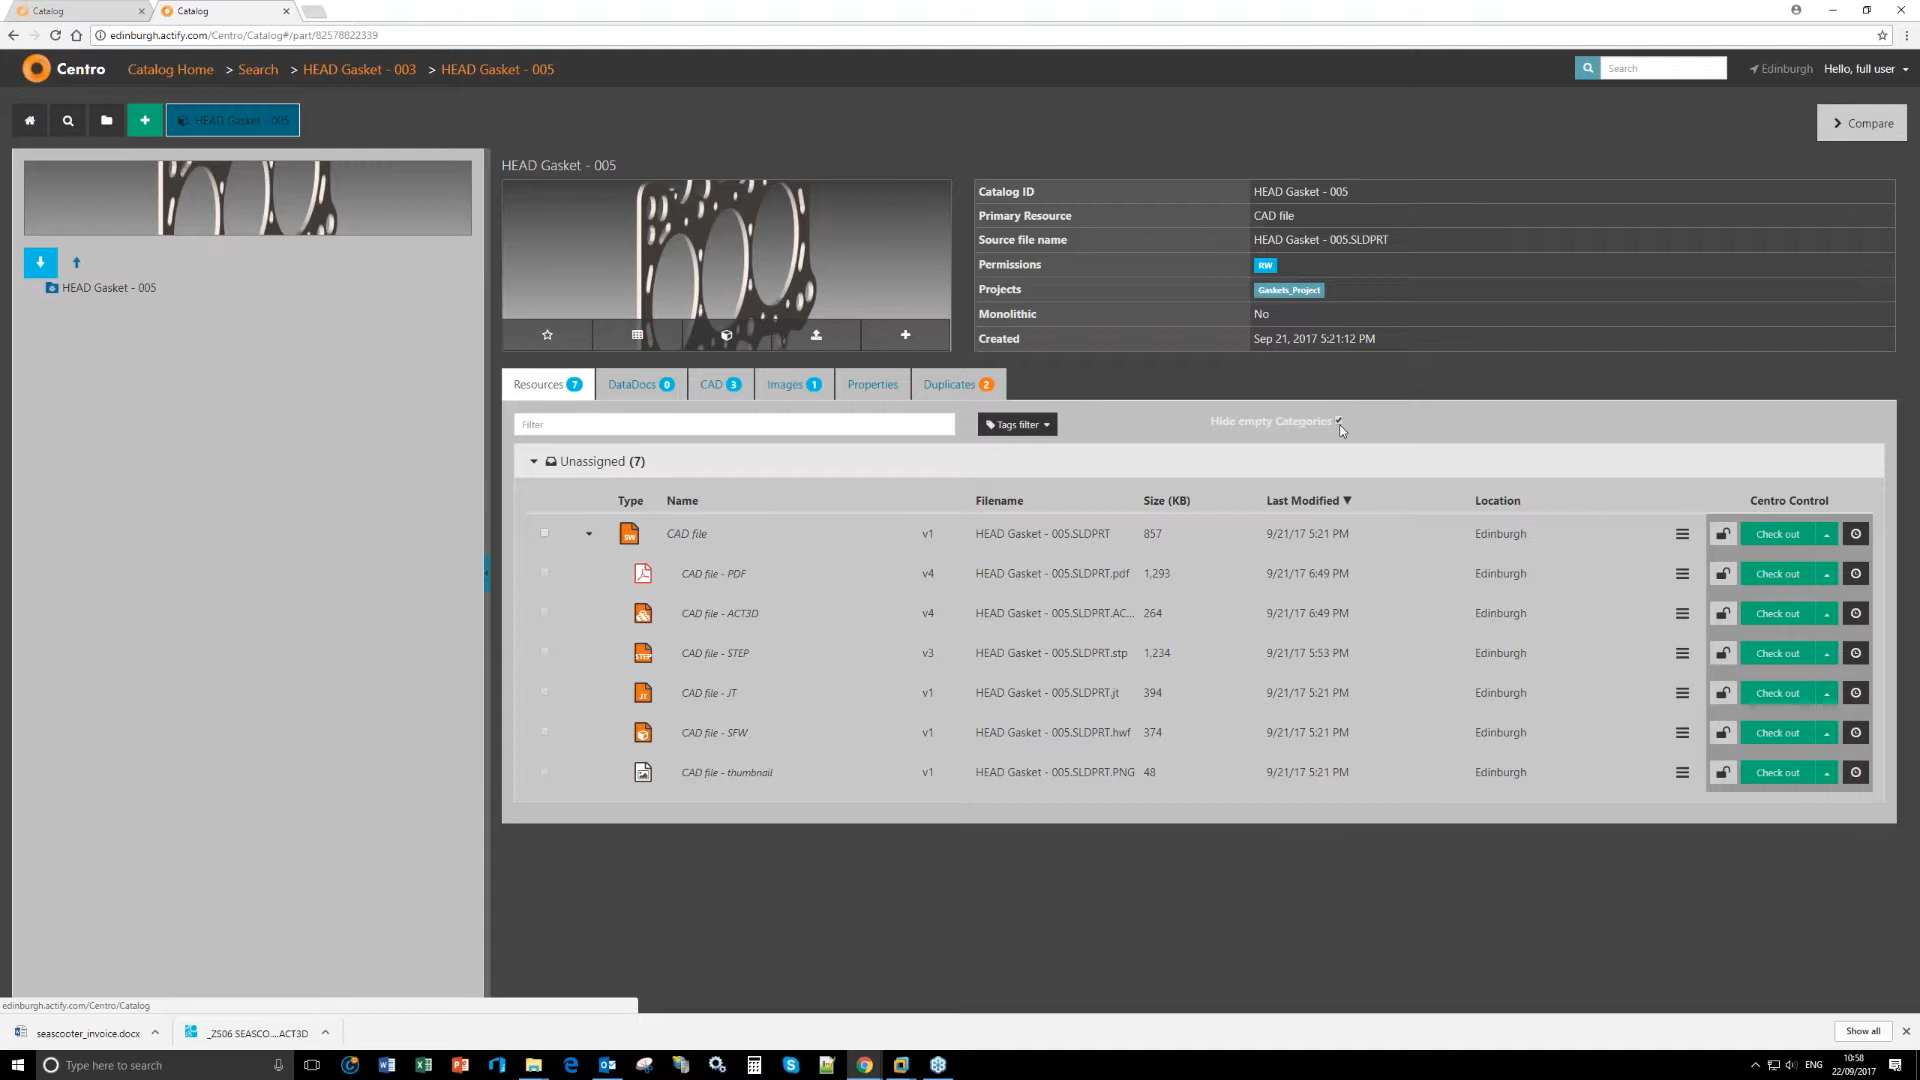 Catalog
Catalog
edinburgh.actify.com/Centro/Catalog#/part/82578822339
Centro
Catalog Home > Search > HEAD Gasket - 003 > HEAD Gasket - 005
Search
Edinburgh
Hello, full user
HEAD Gasket - 005
Compare
HEAD Gasket - 005
HEAD Gasket - 005
Catalog ID HEAD Gasket - 005
Primary Resource CAD file
Source file name HEAD Gasket - 005.SLDPRT
Permissions RW
Projects Gaskets_Project
Monolithic No
Created Sep 21, 2017 5:21:12 PM
Resources 7 DataDocs 0 CAD 3 Images 1 Properties Duplicates 2
Filter
Tags filter
Hide empty Categories
Unassigned (7)
Type Name Filename Size (KB) Last Modified ▼ Location Centro Control
SW CAD file v1 HEAD Gasket - 005.SLDPRT 857 9/21/17 5:21 PM Edinburgh Check out
CAD file - PDF v4 HEAD Gasket - 005.SLDPRT.pdf 1,293 9/21/17 6:49 PM Edinburgh Check out
CAD file - ACT3D v4 HEAD Gasket - 005.SLDPRT.AC... 264 9/21/17 6:49 PM Edinburgh Check out
STEP CAD file - STEP v3 HEAD Gasket - 005.SLDPRT.stp 1,234 9/21/17 5:53 PM Edinburgh Check out
JT CAD file - JT v1 HEAD Gasket - 005.SLDPRT.jt 394 9/21/17 5:21 PM Edinburgh Check out
CAD file - SFW v1 HEAD Gasket - 005.SLDPRT.hwf 374 9/21/17 5:21 PM Edinburgh Check out
CAD file - thumbnail v1 HEAD Gasket - 005.SLDPRT.PNG 48 9/21/17 5:21 PM Edinburgh Check out
edinburgh.actify.com/Centro/Catalog
seascooter_invoice.docx
_ZS06 SEASCO....ACT3D
Show all
Type here to search
ENG
10:58
22/09/2017